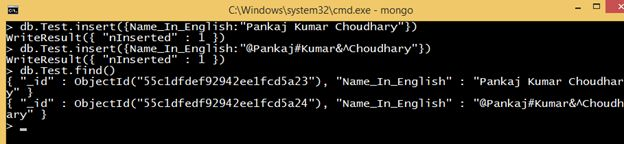 C:\Windows\system32\cmd.exe - mongo
> db.Test.insert({Name_In_English:"Pankaj Kumar Choudhary"})
WriteResult({ "nInserted" : 1 })
> db.Test.insert({Name_In_English:"@Pankaj#Kumar&^Choudhary"})
WriteResult({ "nInserted" : 1 })
> db.Test.find()
{ "_id" : ObjectId("55c1dfdef92942ee1fcd5a23"), "Name_In_English" : "Pankaj Kumar Choudhar
y" }
{ "_id" : ObjectId("55c1dfedf92942ee1fcd5a24"), "Name_In_English" : "@Pankaj#Kumar&^Choudh
ary" }
> _